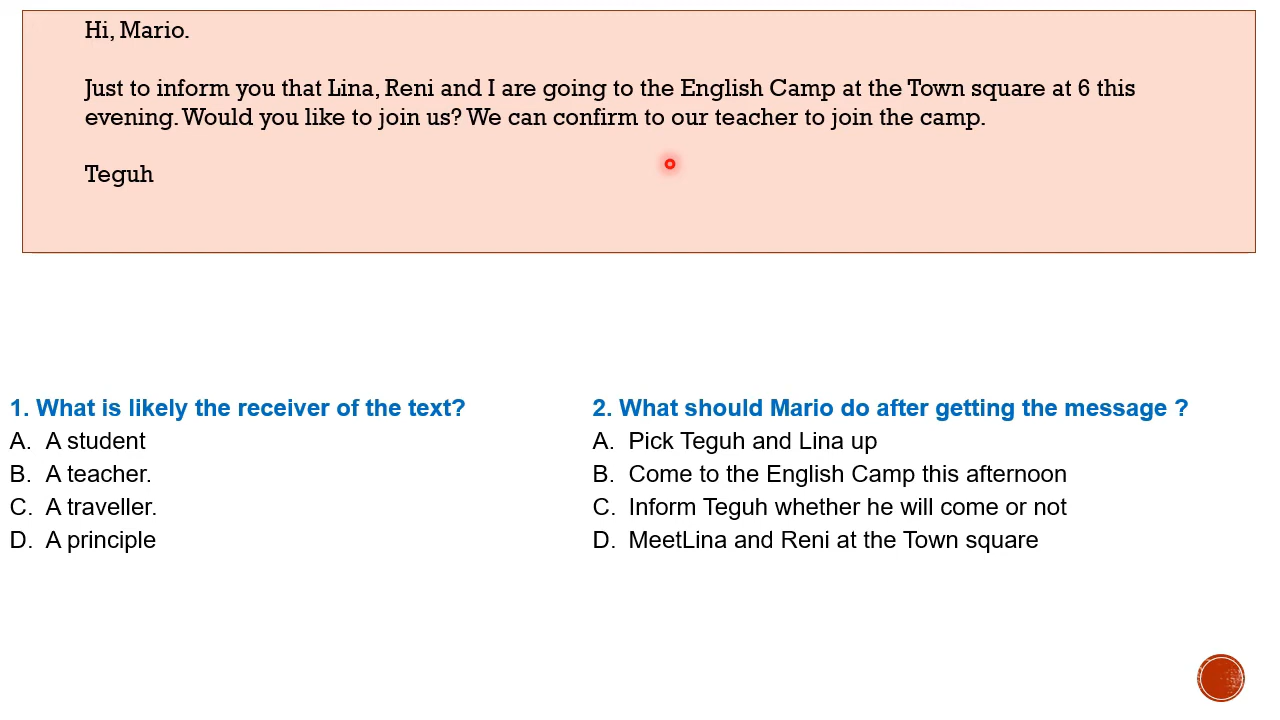 Hi, Mario.
Just to inform you that Lina, Reni and I are going to the English Camp at the Town square at 6 this
evening. Would you like to join us? We can confirm to our teacher to join the camp.
Teguh
1. What is likely the receiver of the text?
A. A student
B. A teacher.
C. A traveller.
D. A principle
2. What should Mario do after getting the message ?
A. Pick Teguh and Lina up
B. Come to the English Camp this afternoon
C. Inform Teguh whether he will come or not
D. MeetLina and Reni at the Town square